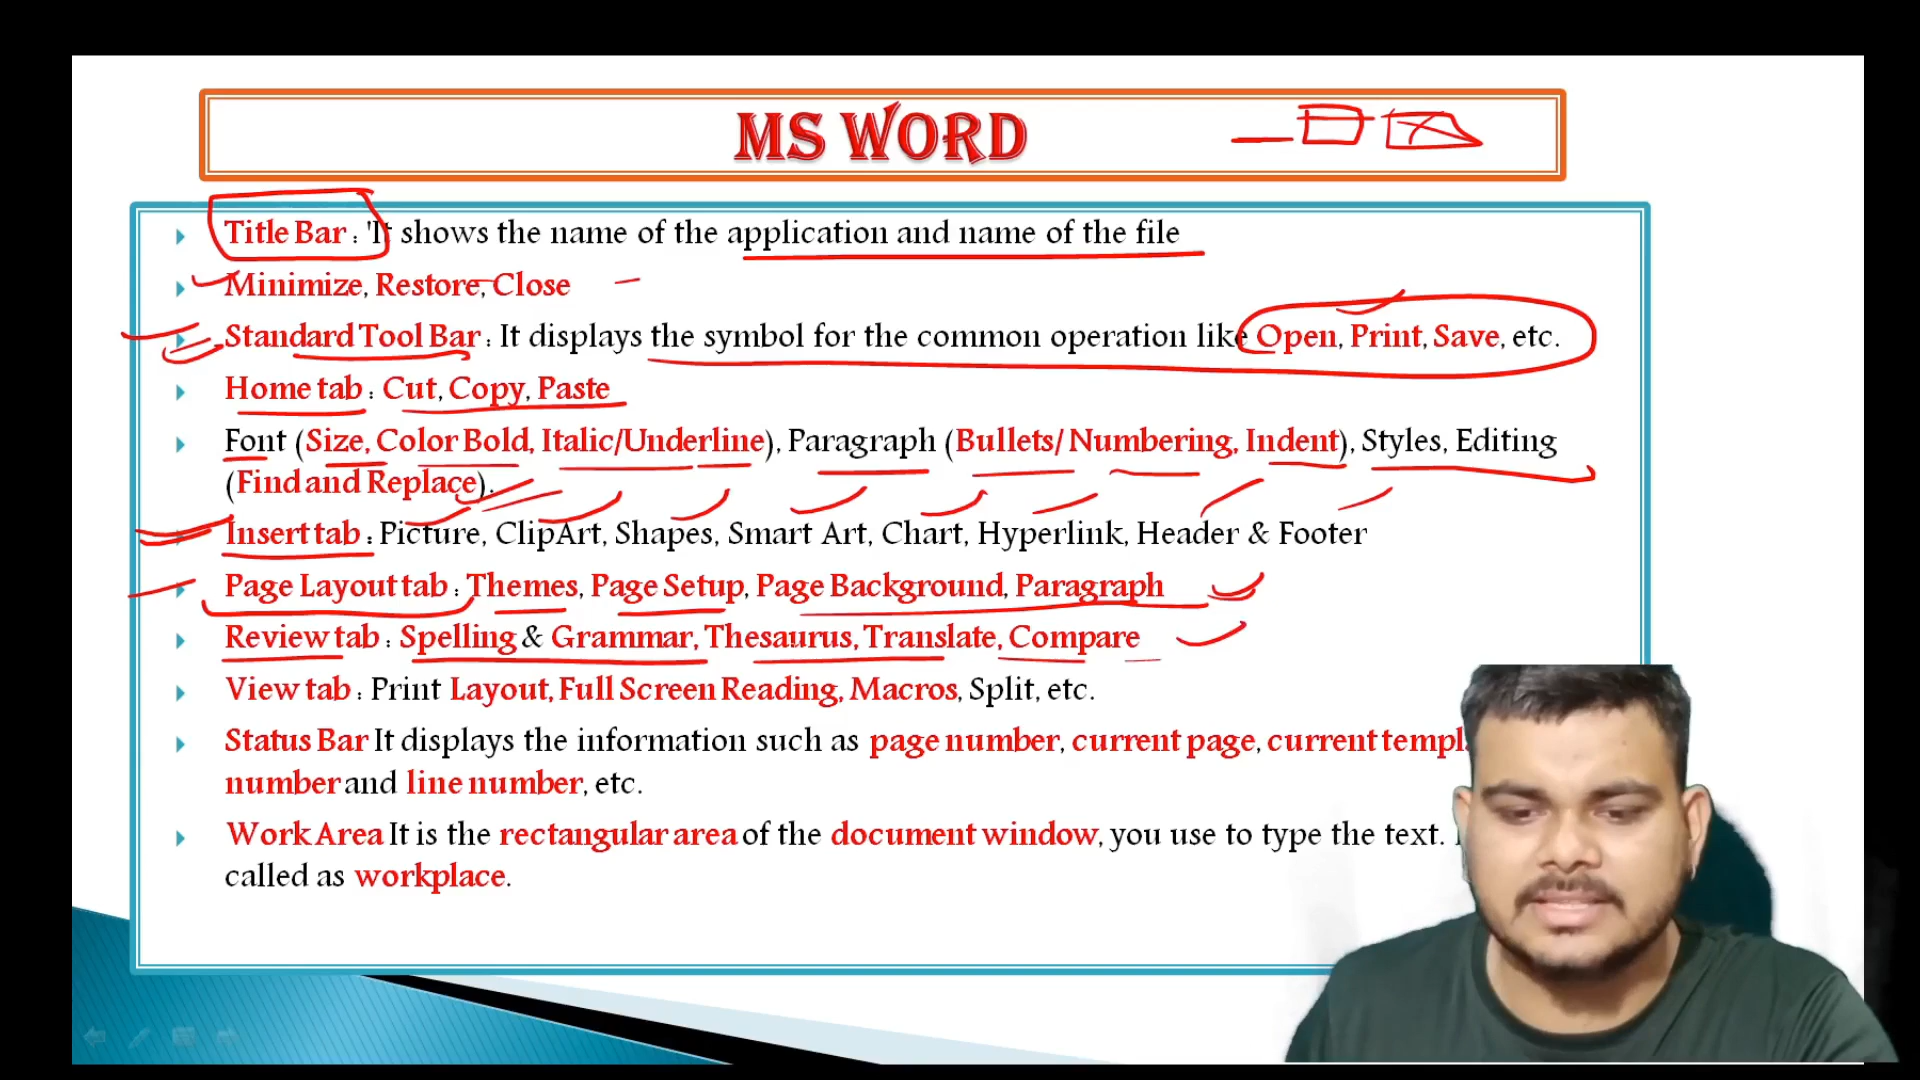 MS WORD
Title Bar : 'It shows the name of the application and name of the file
Minimize, Restore, Close
Standard Tool Bar : It displays the symbol for the common operation like Open, Print, Save, etc.
Home tab : Cut, Copy, Paste
Font (Size, Color Bold, Italic/Underline), Paragraph (Bullets/ Numbering, Indent), Styles, Editing
(Find and Replace).
Insert tab : Picture, ClipArt, Shapes, Smart Art, Chart, Hyperlink, Header & Footer
Page Layout tab : Themes, Page Setup, Page Background, Paragraph
Review tab : Spelling & Grammar, Thesaurus, Translate, Compare
View tab : Print Layout, Full Screen Reading, Macros, Split, etc.
Status Bar It displays the information such as page number, current page, current
number and line number, etc.
Work Area It is the rectangular area of the document window, you use to type the text.
called as workplace.